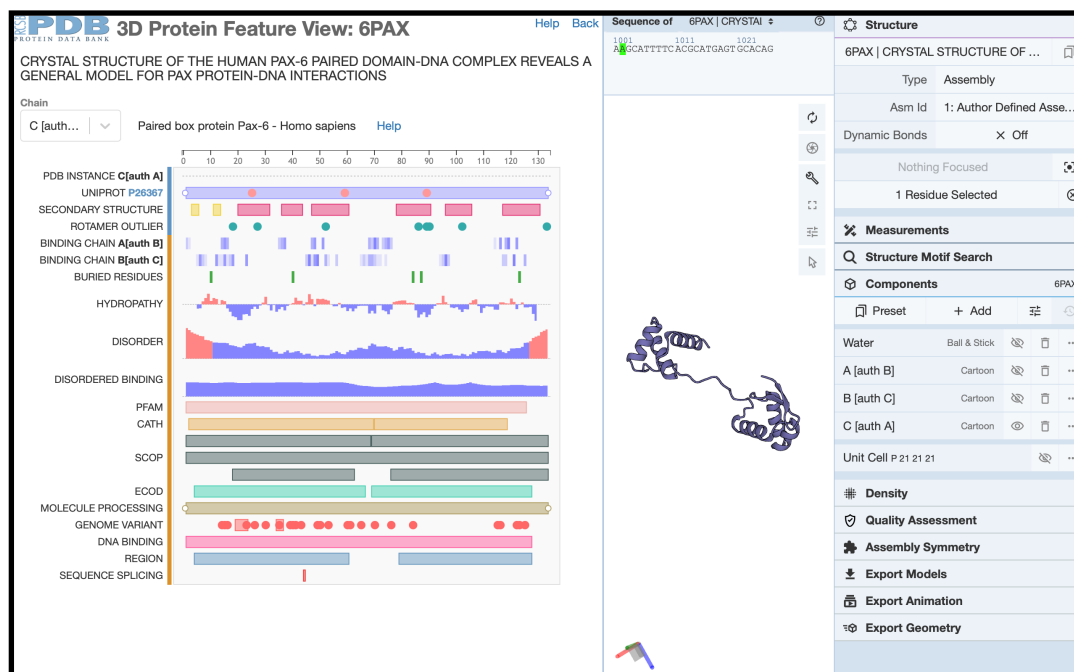 RCSB PDB
PROTEIN DATA BANK
3D Protein Feature View: 6PAX
Help Back
CRYSTAL STRUCTURE OF THE HUMAN PAX-6 PAIRED DOMAIN-DNA COMPLEX REVEALS A
GENERAL MODEL FOR PAX PROTEIN-DNA INTERACTIONS
Chain
C [auth...
Paired box protein Pax-6 - Homo sapiens Help
0 10 20 30 40 50 60 70 80 90 100 110 120 130
PDB INSTANCE C[auth A]
UNIPROT P26367
SECONDARY STRUCTURE
ROTAMER OUTLIER
BINDING CHAIN A[auth B]
BINDING CHAIN B[auth C]
BURIED RESIDUES
HYDROPATHY
DISORDER
DISORDERED BINDING
PFAM
CATH
SCOP
ECOD
MOLECULE PROCESSING
GENOME VARIANT
DNA BINDING
REGION
SEQUENCE SPLICING
Sequence of 6PAX | CRYSTAI
1001 1011 1021
AAGCATTTTCACGCATGAGTGCACAG
Structure
6PAX | CRYSTAL STRUCTURE OF ...
Type Assembly
Asm Id 1: Author Defined Asse...
Dynamic Bonds Off
Nothing Focused
1 Residue Selected
Measurements
Structure Motif Search
Components 6PAX
Preset + Add
Water Ball & Stick
A [auth B] Cartoon
B [auth C] Cartoon
C [auth A] Cartoon
Unit Cell P 21 21 21
Density
Quality Assessment
Assembly Symmetry
Export Models
Export Animation
Export Geometry